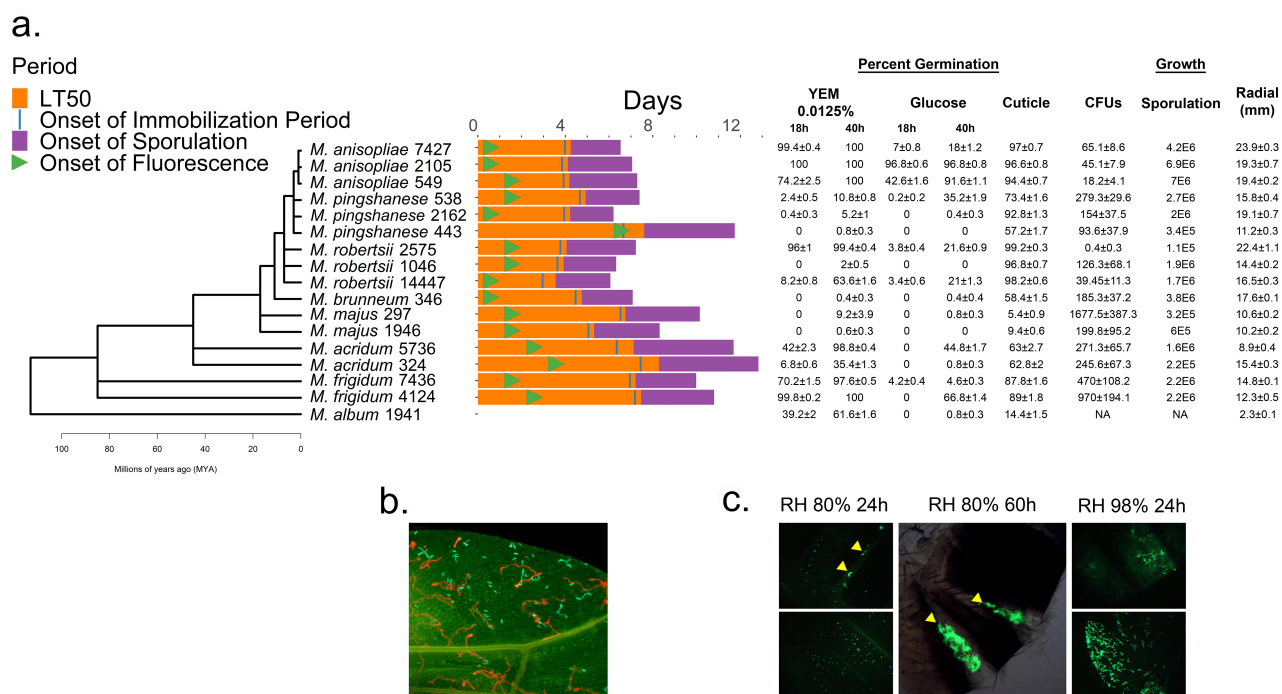 a.
Period
LT50
Onset of Immobilization Period
Onset of Sporulation
Onset of Fluorescence
Days
0 4 8 12
Percent Germination Growth
YEM 0.0125% Glucose Cuticle CFUs Sporulation Radial (mm)
18h 40h 18h 40h
M. anisopliae 7427 99.4±0.4 100 7±0.8 18±1.2 97±0.7 65.1±8.6 4.2E6 23.9±0.3
M. anisopliae 2105 100 100 96.8±0.6 96.8±0.8 96.6±0.8 45.1±7.9 6.9E6 19.3±0.7
M. anisopliae 549 74.2±2.5 100 42.6±1.6 91.6±1.1 94.4±0.7 18.2±4.1 7E6 19.4±0.2
M. pingshanese 538 2.4±0.5 10.8±0.8 0.2±0.2 35.2±1.9 73.4±1.6 279.3±29.6 2.7E6 15.8±0.4
M. pingshanese 2162 0.4±0.3 5.2±1 0 0.4±0.3 92.8±1.3 154±37.5 2E6 19.1±0.7
M. pingshanese 443 0 0.8±0.3 0 0 57.2±1.7 93.6±37.9 3.4E5 11.2±0.3
M. robertsii 2575 96±1 99.4±0.4 3.8±0.4 21.6±0.9 99.2±0.3 0.4±0.3 1.1E5 22.4±1.1
M. robertsii 1046 0 2±0.5 0 0 96.8±0.7 126.3±68.1 1.9E6 14.4±0.2
M. robertsii 14447 8.2±0.8 63.6±1.6 3.4±0.6 21±1.3 98.2±0.6 39.45±11.3 1.7E6 16.5±0.3
M. brunneum 346 0 0.4±0.3 0 0.4±0.4 58.4±1.5 185.3±37.2 3.8E6 17.6±0.1
M. majus 297 0 9.2±3.9 0 0.8±0.3 5.4±0.9 1677.5±387.3 3.2E5 10.6±0.2
M. majus 1946 0 0.6±0.3 0 0 9.4±0.6 199.8±95.2 6E5 10.2±0.2
M. acridum 5736 42±2.3 98.8±0.4 0 44.8±1.7 63±2.7 271.3±65.7 1.6E6 8.9±0.4
M. acridum 324 6.8±0.6 35.4±1.3 0 0.8±0.3 62.8±2 245.6±67.3 2.2E5 15.4±0.3
M. frigidum 7436 70.2±1.5 97.6±0.5 4.2±0.4 4.6±0.3 87.8±1.6 470±108.2 2.2E6 14.8±0.1
M. frigidum 4124 99.8±0.2 100 0 66.8±1.4 89±1.8 970±194.1 2.2E6 12.3±0.5
M. album 1941 39.2±2 61.6±1.6 0 0.8±0.3 14.4±1.5 NA NA 2.3±0.1
100 80 60 40 20 0
Millions of years ago (MYA)
b.
c.
RH 80% 24h RH 80% 60h RH 98% 24h